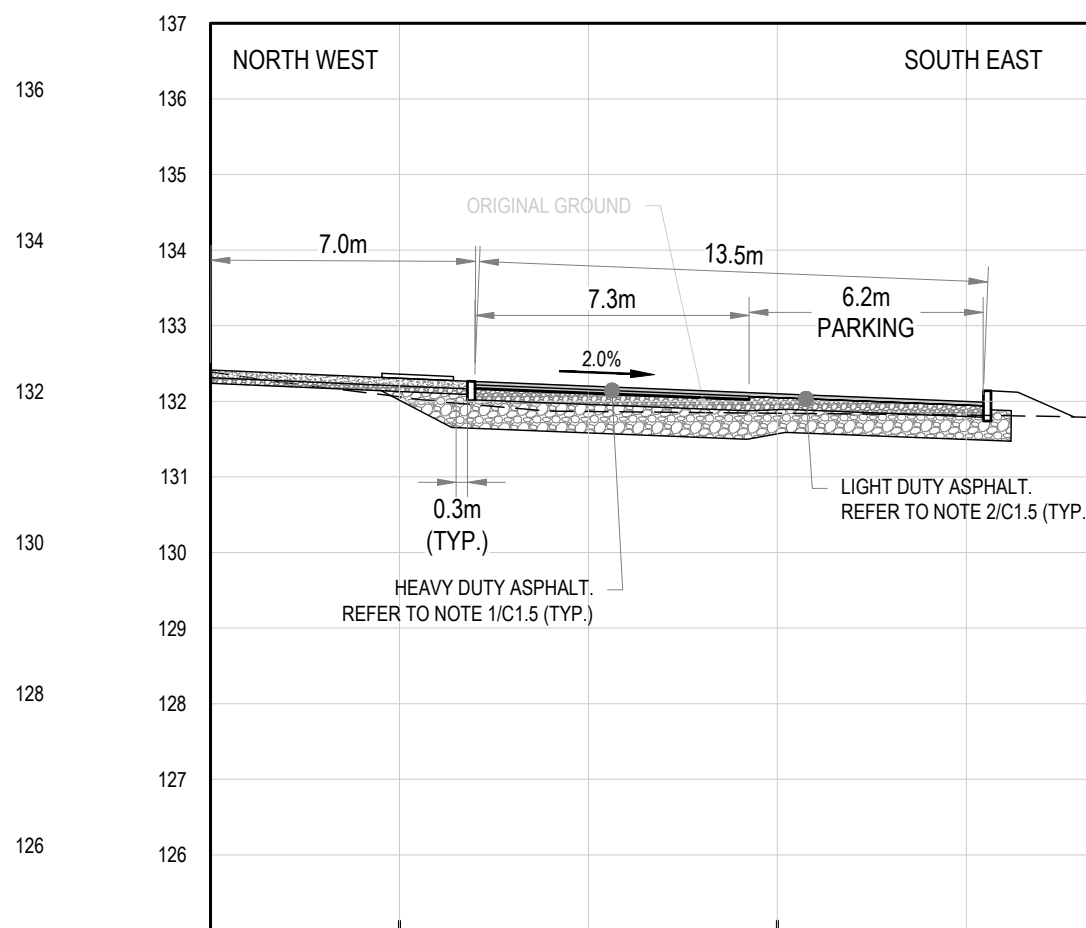 137
NORTH WEST
SOUTH EAST
136
136
135
ORIGINAL GROUND
134
134
7.0m
13.5m
7.3m
6.2m
PARKING
133
2.0%
132
132
131
LIGHT DUTY ASPHALT.
REFER TO NOTE 2/C1.5 (TYP.
0.3m
(TYP.)
130
130
HEAVY DUTY ASPHALT.
REFER TO NOTE 1/C1.5 (TYP.)
129
128
128
127
126
126